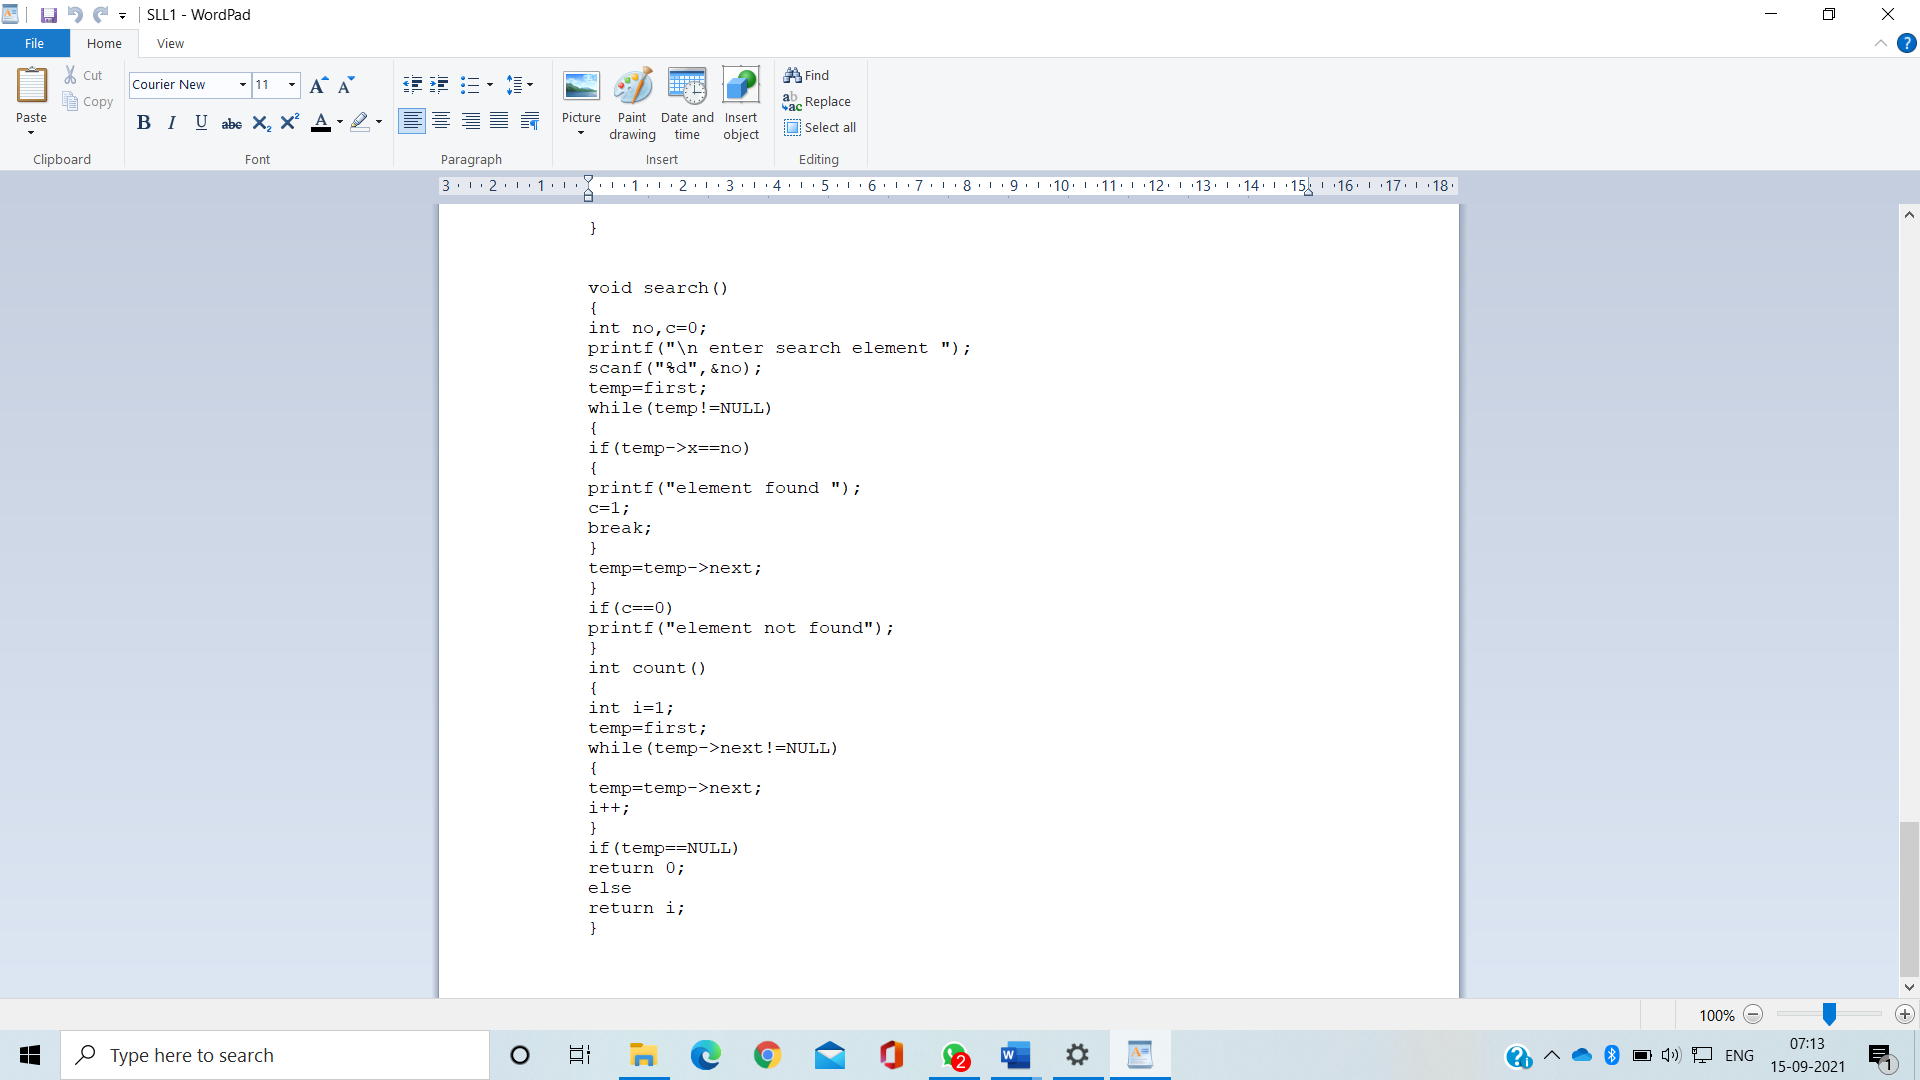 SLL1 - WordPad
File Home View
Paste
Cut
Copy
Clipboard
Courier New 11
B I U abc X2 X2 A
Font
Paragraph
Picture
Paint drawing
Date and time
Insert object
Insert
Find
Replace
Select all
Editing
3 2 1 1 2 3 4 5 6 7 8 9 10 11 12 13 14 15 16 17 18
}
void search()
{
int no,c=0;
printf("\n enter search element ");
scanf("%d",&no);
temp=first;
while(temp!=NULL)
{
if(temp->x==no)
{
printf("element found ");
c=1;
break;
}
temp=temp->next;
}
if(c==0)
printf("element not found");
}
int count()
{
int i=1;
temp=first;
while(temp->next!=NULL)
{
temp=temp->next;
i++;
}
if(temp==NULL)
return 0;
else
return i;
}
100%
Type here to search
2
ENG
07:13
15-09-2021
1